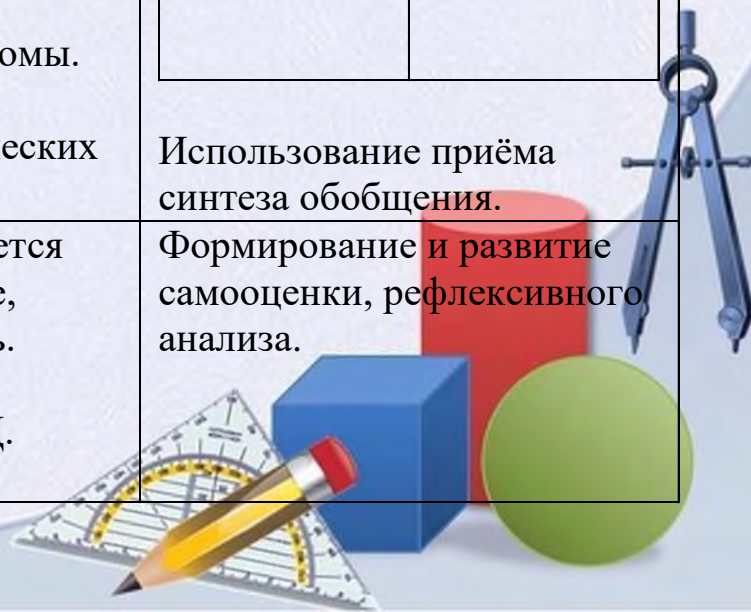 омы.
еских
Использование приёма
синтеза обобщения.
ется
е,
ь.
Формирование и развитие
самооценки, рефлексивного
анализа.